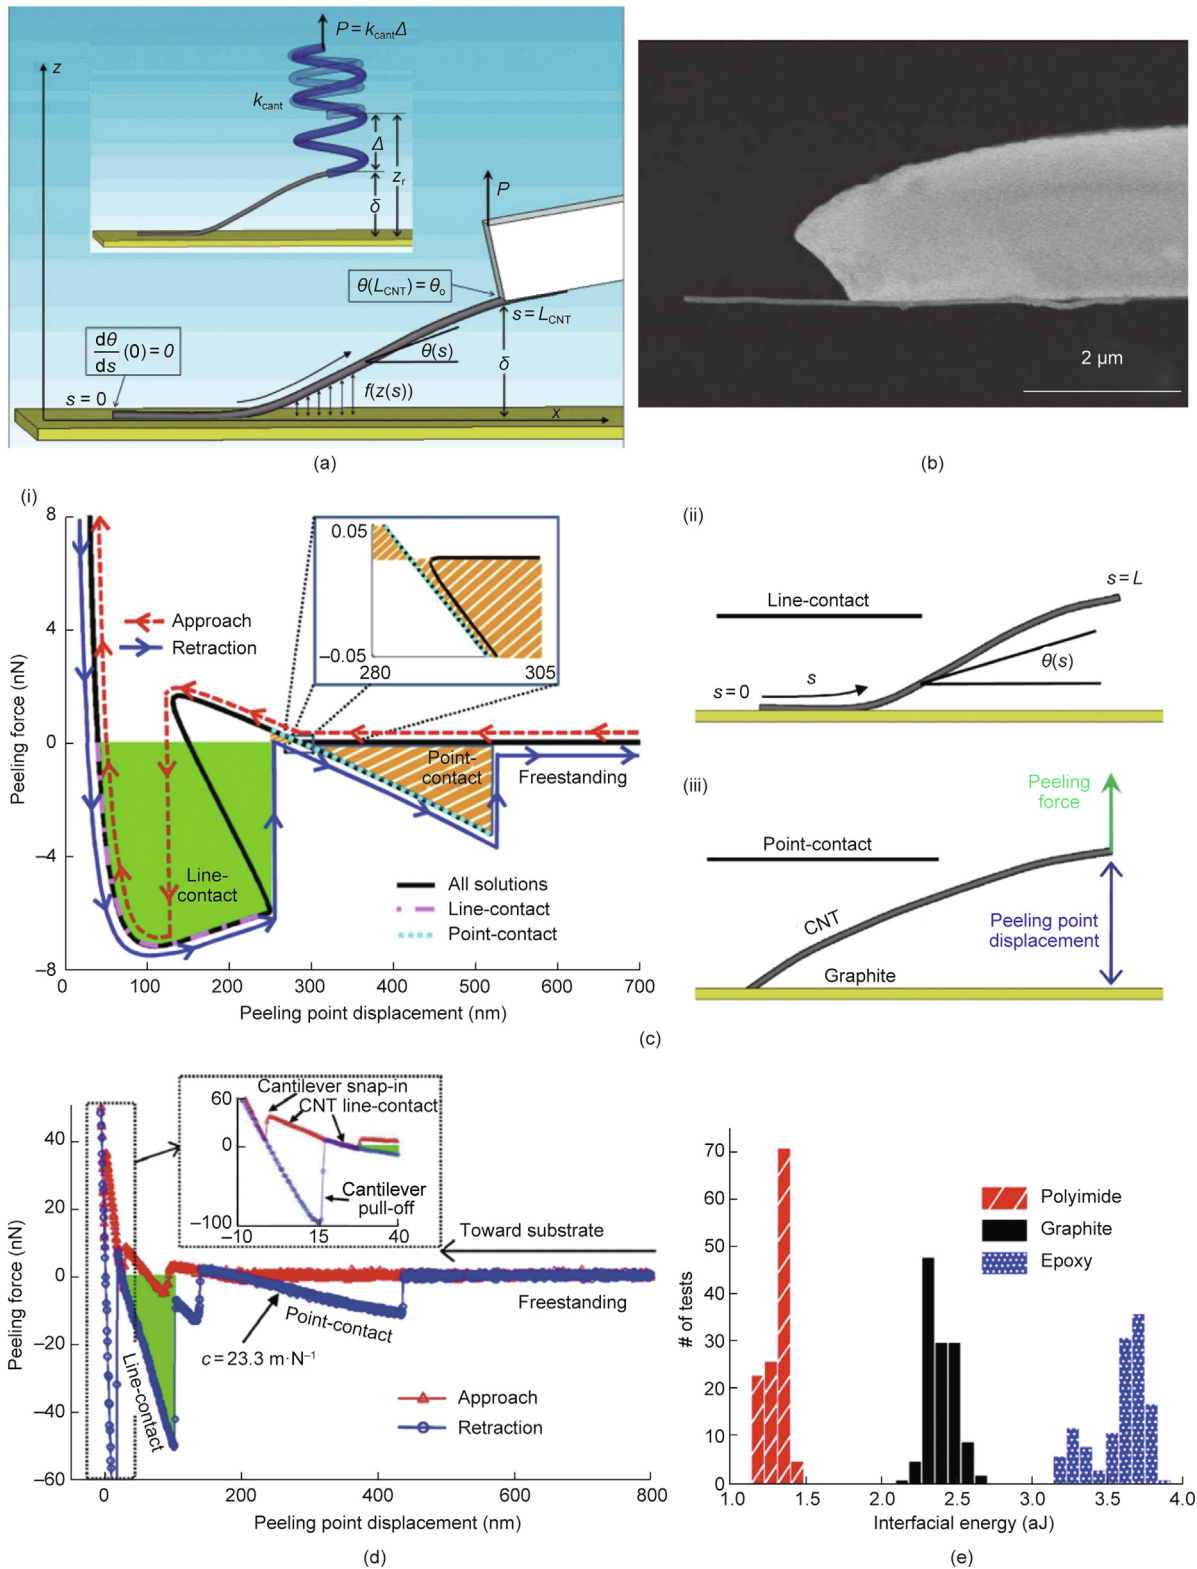 z
P = k_cantΔ
k_cant
Δ
z_r
δ
P
θ(L_CNT) = θ_o
s = L_CNT
dθ/ds (0) = 0
θ(s)
δ
s = 0
f(z(s))
x
(a)
2 μm
(b)
(i)
8
4
0
−4
−8
Peeling force (nN)
0 100 200 300 400 500 600 700
Peeling point displacement (nm)
Approach
Retraction
0.05
−0.05
280
305
Point-
contact
Freestanding
Line-
contact
All solutions
Line-contact
Point-contact
(ii)
Line-contact
s = L
s
s = 0
θ(s)
(iii)
Peeling
force
Point-contact
CNT
Peeling point
displacement
Graphite
(c)
40
20
0
−20
−40
−60
Peeling force (nN)
0 200 400 600 800
Peeling point displacement (nm)
60
0
−100
−10
15
40
Cantilever snap-in
CNT line-contact
Cantilever
pull-off
Toward substrate
Freestanding
Point-contact
c = 23.3 m·N⁻¹
Line-contact
Approach
Retraction
(d)
70
60
50
40
30
20
10
0
# of tests
1.0 1.5 2.0 2.5 3.0 3.5 4.0
Interfacial energy (aJ)
Polyimide
Graphite
Epoxy
(e)